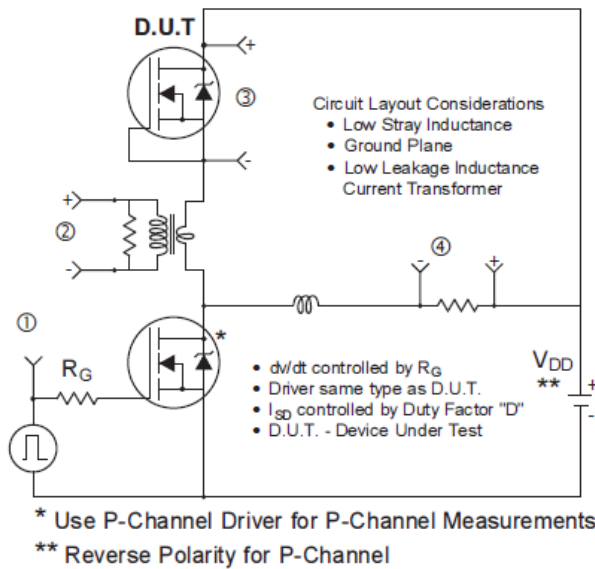 D.U.T
+
③
-
Circuit Layout Considerations
• Low Stray Inductance
• Ground Plane
• Low Leakage Inductance
Current Transformer
+
②
-
④
- +
①
*
R_G
V_DD
**
+
-
• dv/dt controlled by R_G
• Driver same type as D.U.T.
• I_SD controlled by Duty Factor "D"
• D.U.T. - Device Under Test
* Use P-Channel Driver for P-Channel Measurements
** Reverse Polarity for P-Channel